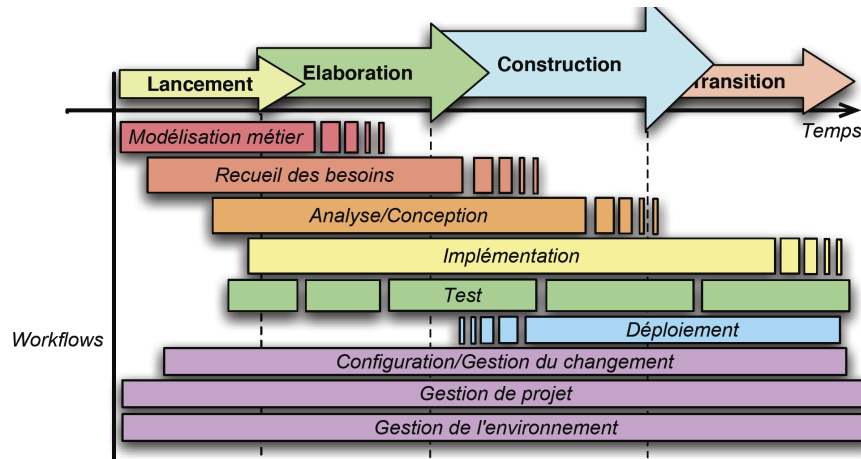 Lancement
Elaboration
Construction
Transition
Temps
Modélisation métier
Recueil des besoins
Analyse/Conception
Implémentation
Test
Déploiement
Workflows
Configuration/Gestion du changement
Gestion de projet
Gestion de l'environnement